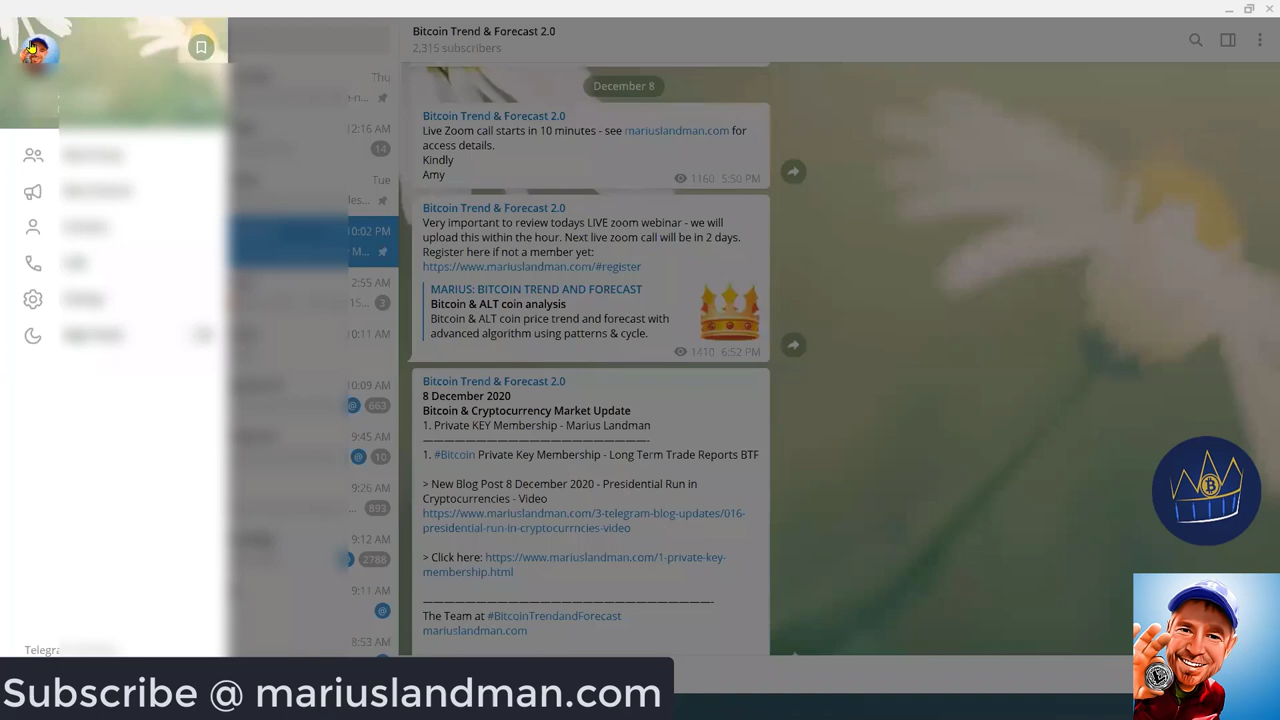 Bitcoin Trend & Forecast 2.0
2,315 subscribers
Thu
12:16 AM
14
Tue
10:02 PM
M...
2:55 AM
15...
3
10:11 AM
10:09 AM
@ 663
9:45 AM
@ 10
9:26 AM
893
9:12 AM
2788
9:11 AM
@
8:53 AM
December 8
Bitcoin Trend & Forecast 2.0
Live Zoom call starts in 10 minutes - see mariuslandman.com for
access details.
Kindly
Amy
1160 5:50 PM
Bitcoin Trend & Forecast 2.0
Very important to review todays LIVE zoom webinar - we will
upload this within the hour. Next live zoom call will be in 2 days.
Register here if not a member yet:
https://www.mariuslandman.com/#register
MARIUS: BITCOIN TREND AND FORECAST
Bitcoin & ALT coin analysis
Bitcoin & ALT coin price trend and forecast with
advanced algorithm using patterns & cycle.
1410 6:52 PM
Bitcoin Trend & Forecast 2.0
8 December 2020
Bitcoin & Cryptocurrency Market Update
1. Private KEY Membership - Marius Landman
————————————————————-
1. #Bitcoin Private Key Membership - Long Term Trade Reports BTF
> New Blog Post 8 December 2020 - Presidential Run in
Cryptocurrencies - Video
https://www.mariuslandman.com/3-telegram-blog-updates/016-
presidential-run-in-cryptocurrncies-video
> Click here: https://www.mariuslandman.com/1-private-key-
membership.html
————————————————————-
The Team at #BitcoinTrendandForecast
mariuslandman.com
Subscribe @ mariuslandman.com